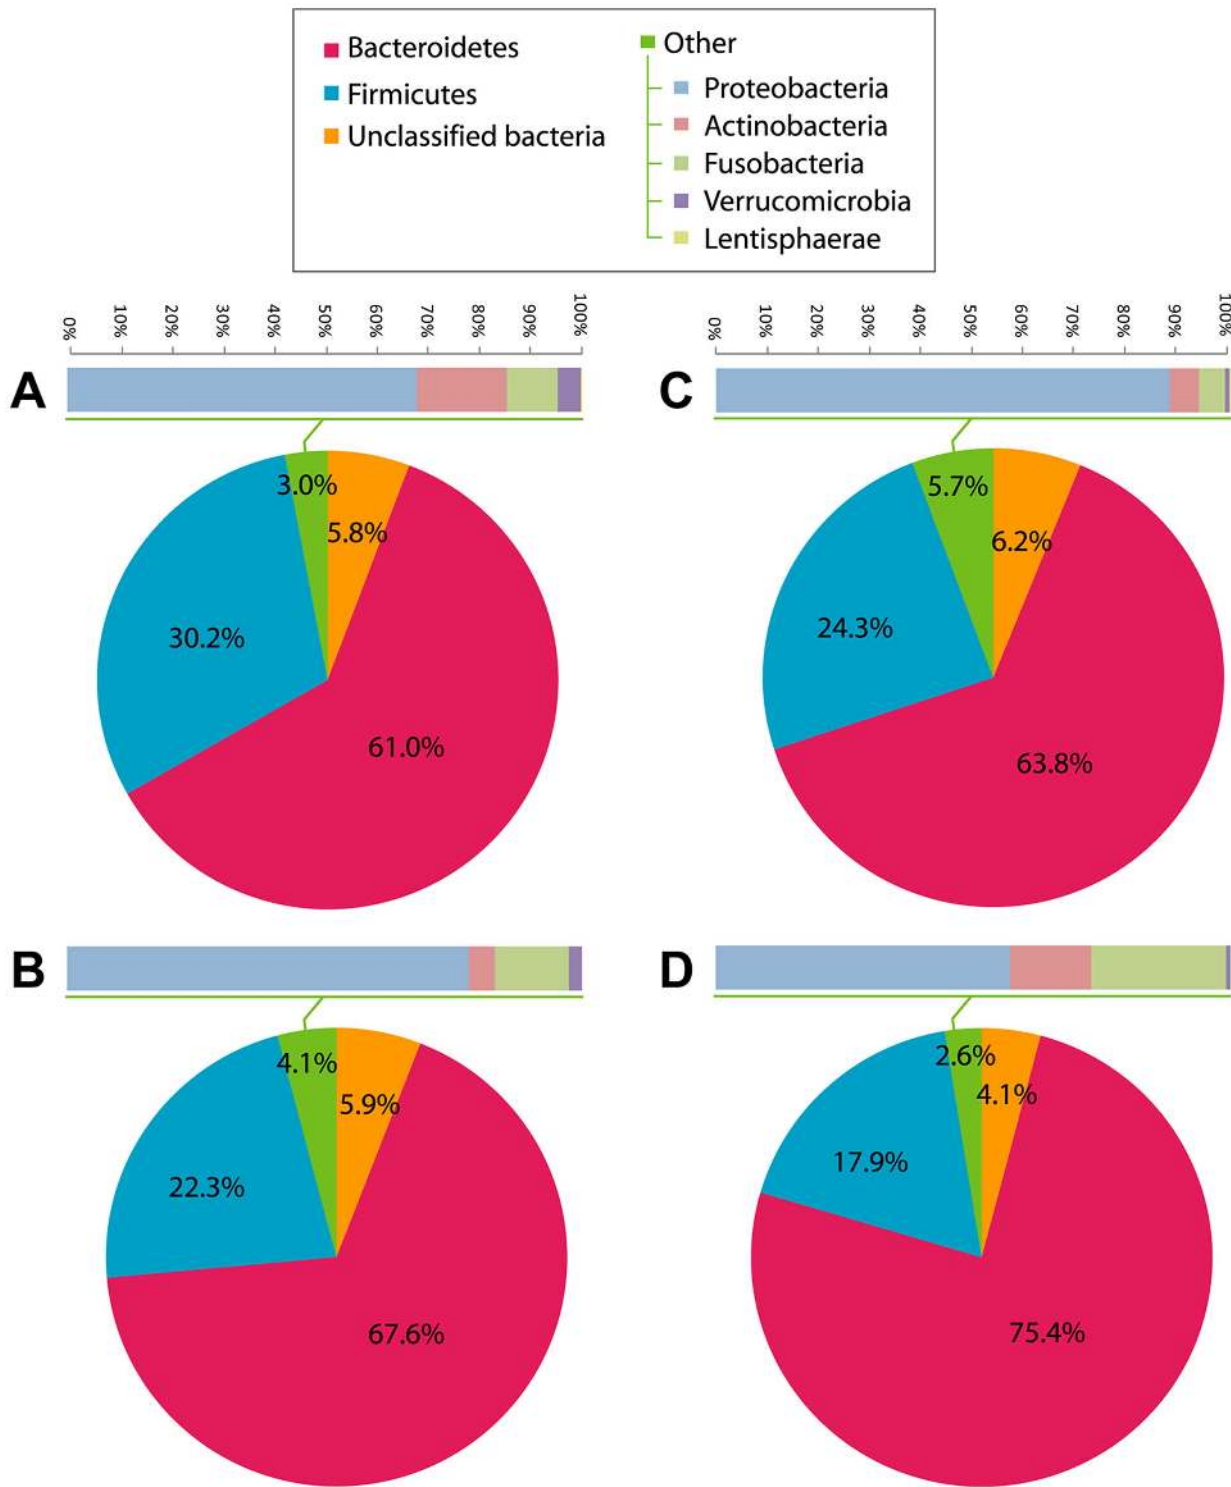 Bacteroidetes
Firmicutes
Unclassified bacteria
Other
Proteobacteria
Actinobacteria
Fusobacteria
Verrucomicrobia
Lentisphaerae
0% 10% 20% 30% 40% 50% 60% 70% 80% 90% 100%
A
3.0%
5.8%
30.2%
61.0%
0% 10% 20% 30% 40% 50% 60% 70% 80% 90% 100%
C
5.7%
6.2%
24.3%
63.8%
B
4.1%
5.9%
22.3%
67.6%
D
2.6%
4.1%
17.9%
75.4%